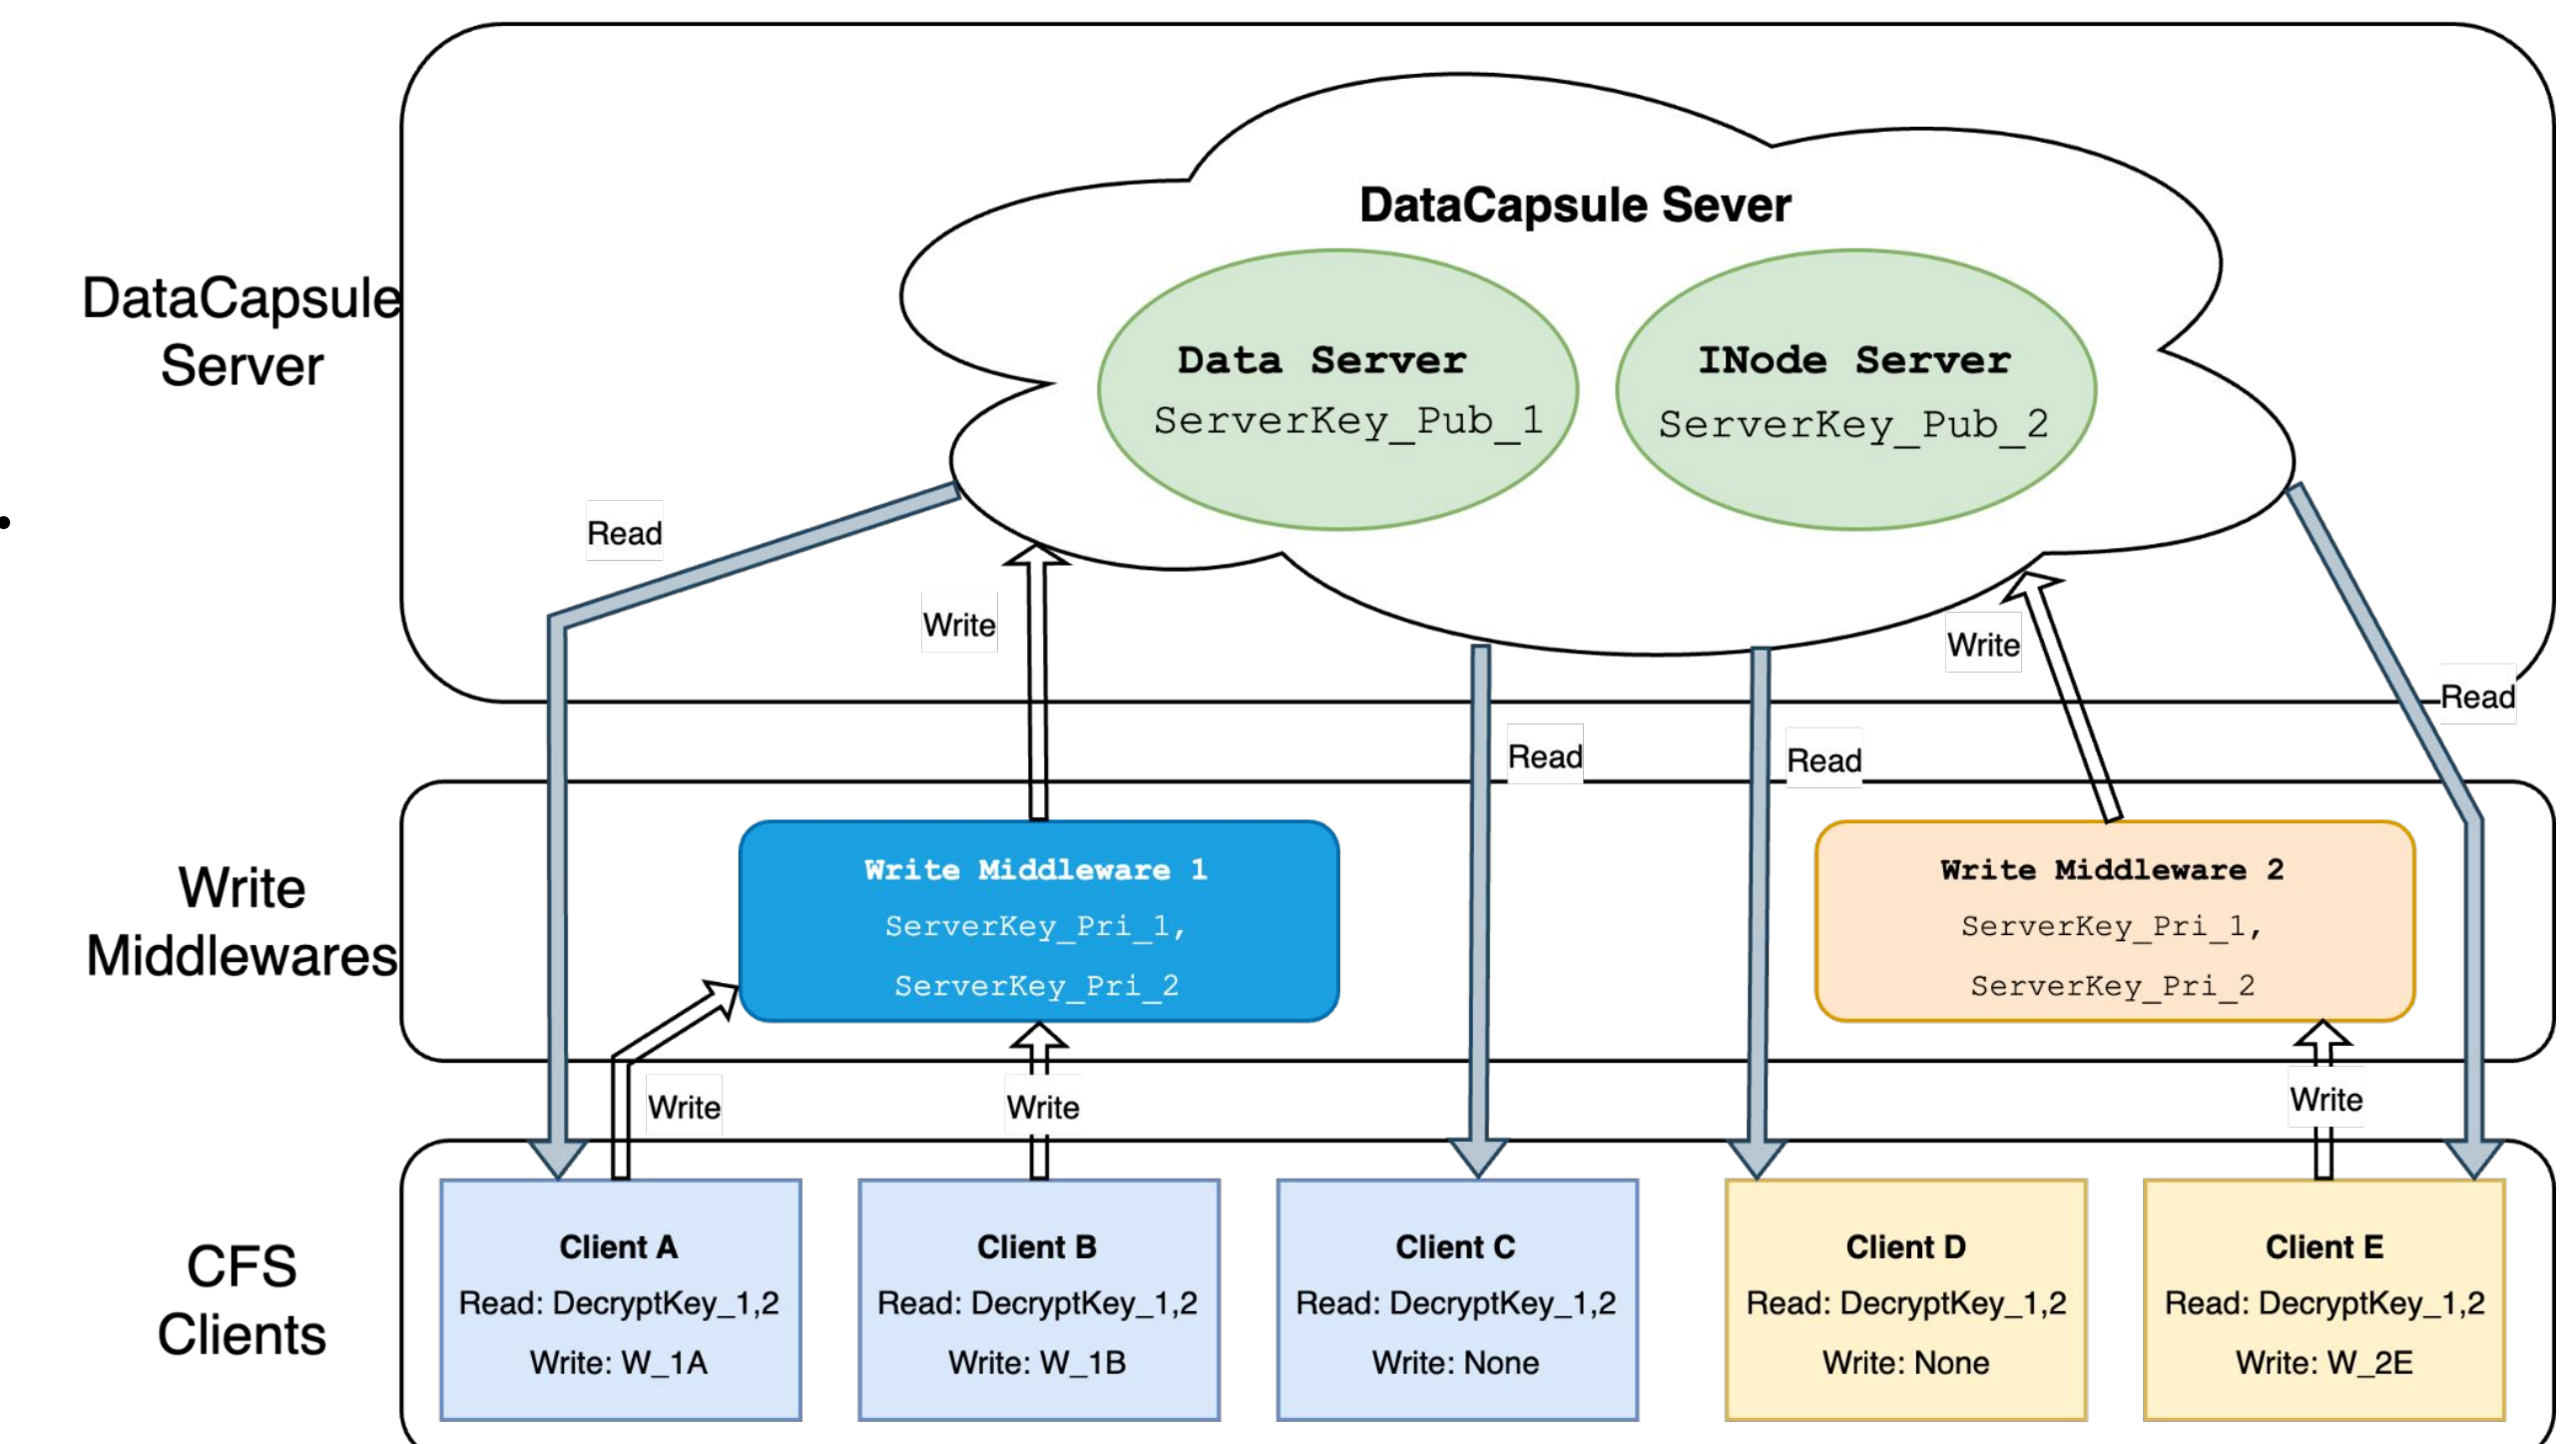 DataCapsule
Server
DataCapsule Sever
Data Server
ServerKey_Pub_1
INode Server
ServerKey_Pub_2
Read
Write
Write
Read
Read
Read
Write
Middlewares
Write Middleware 1
ServerKey_Pri_1,
ServerKey_Pri_2
Write Middleware 2
ServerKey_Pri_1,
ServerKey_Pri_2
Write
Write
Write
CFS
Clients
Client A
Read: DecryptKey_1,2
Write: W_1A
Client B
Read: DecryptKey_1,2
Write: W_1B
Client C
Read: DecryptKey_1,2
Write: None
Client D
Read: DecryptKey_1,2
Write: None
Client E
Read: DecryptKey_1,2
Write: W_2E